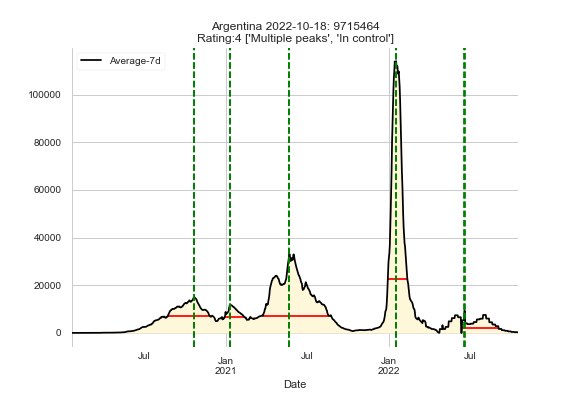 Argentina 2022-10-18: 9715464
Rating:4 ['Multiple peaks', 'In control']
Average-7d
100000
80000
60000
40000
20000
0
Jul
Jan
2021
Jul
Jan
2022
Jul
Date